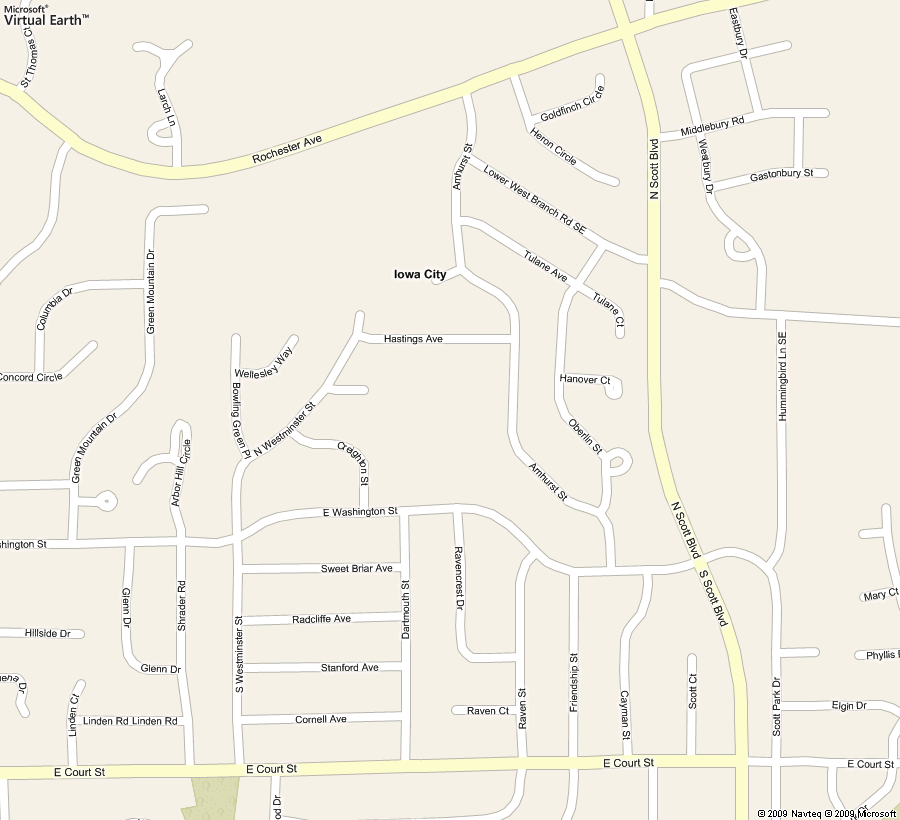 Microsoft®
Virtual Earth™
St Thomas Ct
Larch Ln
Rochester Ave
Eastbury Dr
Goldfinch Circle
Heron Circle
Middlebury Rd
N Scott Blvd
Westbury Dr
Gastonbury St
Amhurst St
Lower West Branch Rd SE
Tulane Ave
Tulane Ct
Iowa City
Green Mountain Dr
Columbia Dr
Concord Circle
Hastings Ave
Wellesley Way
Bowling Green Pl
N Westminster St
Hanover Ct
Hummingbird Ln SE
Oberlin St
Green Mountain Dr
Arbor Hill Circle
Creighton St
Amhurst St
E Washington St
N Scott Blvd
S Scott Blvd
shington St
Sweet Briar Ave
Ravencrest Dr
Dartmouth St
Glenn Dr
Shrader Rd
Mary Ct
Radcliffe Ave
Hillside Dr
S Westminster St
Phyllis
Glenn Dr
Stanford Ave
Friendship St
Cayman St
Scott Ct
Scott Park Dr
Elgin Dr
Linden Ct
Linden Rd
Linden Rd
Cornell Ave
Raven Ct
Raven St
E Court St
E Court St
E Court St
E Court St
od Dr
© 2009 Navteq © 2009 Microsoft